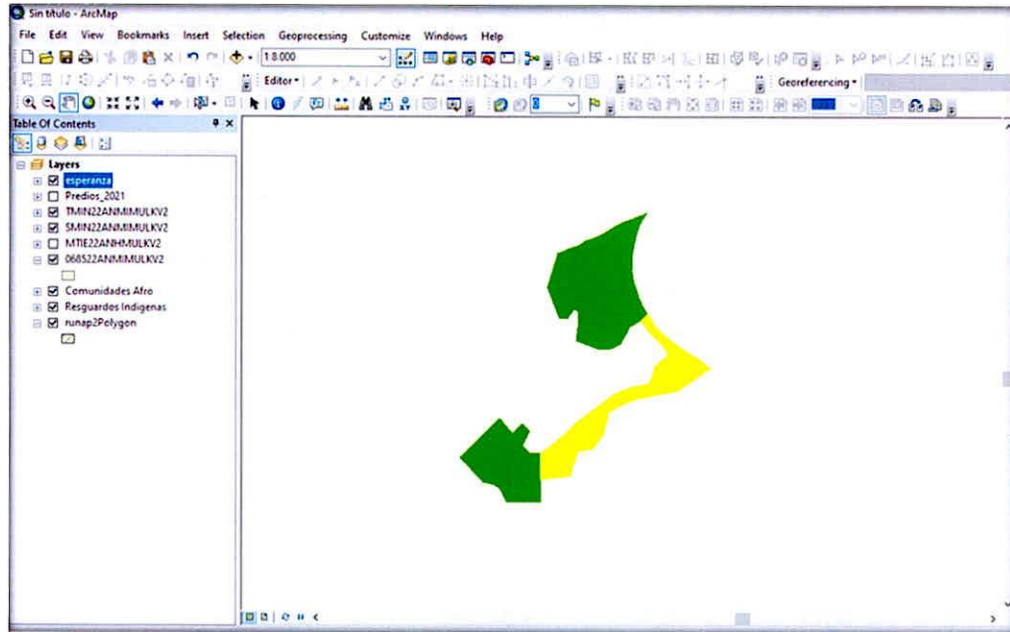 Sin título - ArcMap
File Edit View Bookmarks Insert Selection Geoprocessing Customize Windows Help
1:8.000
Editor
Georeferencing
0
Table Of Contents
Layers
esperanza
Predios_2021
TMIN22ANMIMULKV2
SMIN22ANMIMULKV2
MTIE22ANHMULKV2
068522ANMIMULKV2
Comunidades Afro
Resguardos Indigenas
runap2Polygon